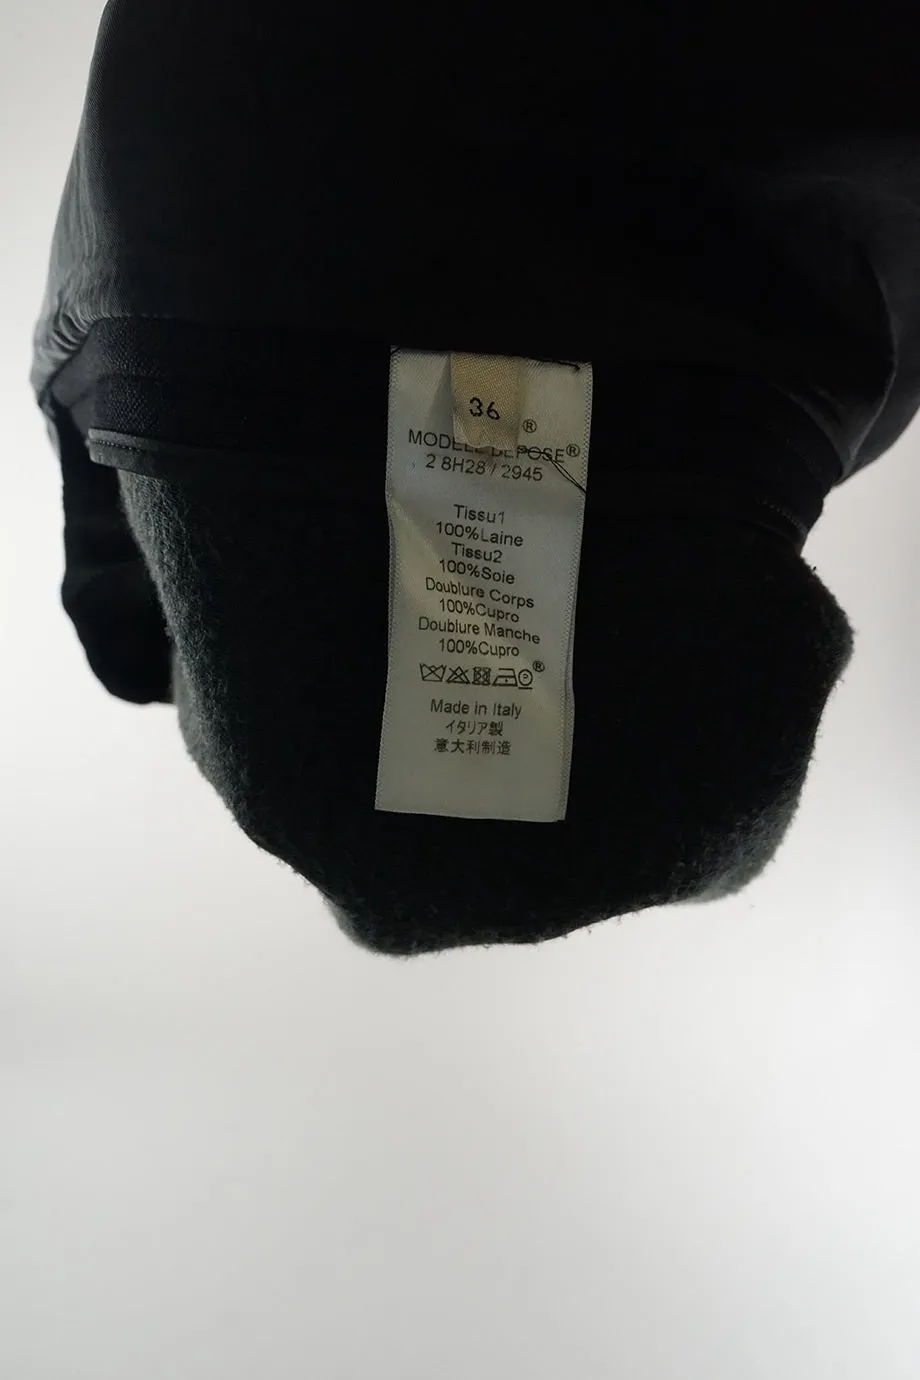 36
®
MODELE DEPOSE®
2 8H28 / 2945
Tissu1
100%Laine
Tissu2
100%Soie
Doublure Corps
100%Cupro
Doublure Manche
100%Cupro
®
Made in Italy
イタリア製
意大利制造